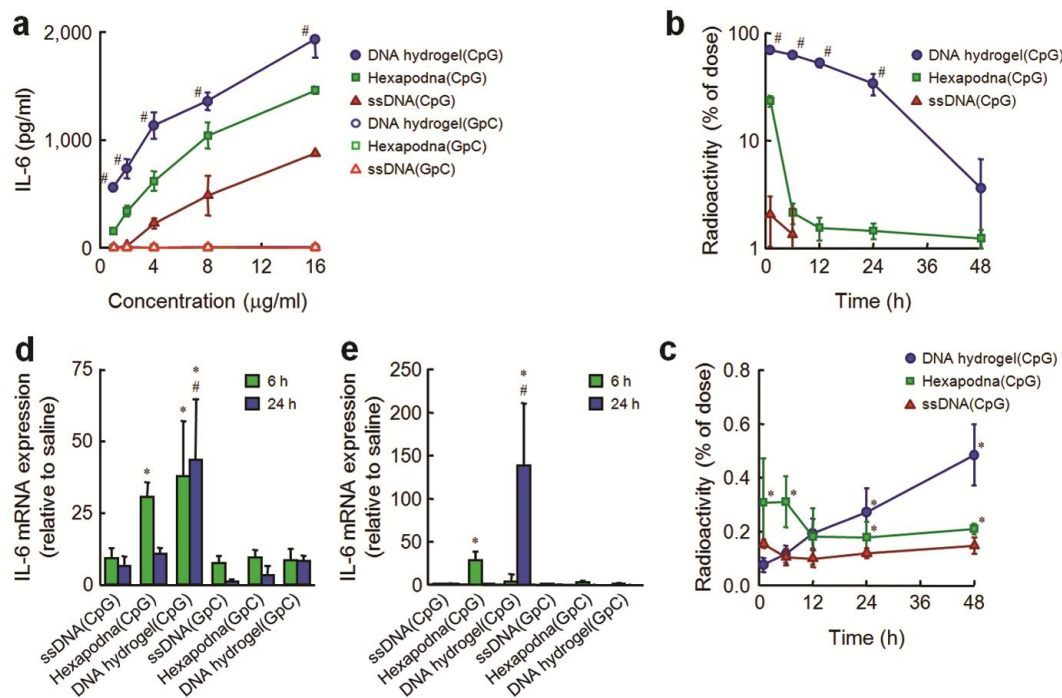 a
2,000
1,000
0
0
4
8
12
16
IL-6 (pg/ml)
Concentration (µg/ml)
#
#
#
#
#
DNA hydrogel(CpG)
Hexapodna(CpG)
ssDNA(CpG)
DNA hydrogel(GpC)
Hexapodna(GpC)
ssDNA(GpC)
b
100
10
1
0
12
24
36
48
Radioactivity (% of dose)
Time (h)
#
#
#
#
DNA hydrogel(CpG)
Hexapodna(CpG)
ssDNA(CpG)
d
75
50
25
0
IL-6 mRNA expression
(relative to saline)
*
*
*
#
6 h
24 h
ssDNA(CpG)
Hexapodna(CpG)
DNA hydrogel(CpG)
ssDNA(GpC)
Hexapodna(GpC)
DNA hydrogel(GpC)
e
250
200
150
100
50
0
IL-6 mRNA expression
(relative to saline)
*
*
#
6 h
24 h
ssDNA(CpG)
Hexapodna(CpG)
DNA hydrogel(CpG)
ssDNA(GpC)
Hexapodna(GpC)
DNA hydrogel(GpC)
c
DNA hydrogel(CpG)
Hexapodna(CpG)
ssDNA(CpG)
0.8
0.6
0.4
0.2
0.0
0
12
24
36
48
Radioactivity (% of dose)
Time (h)
*
*
*
*
*
*